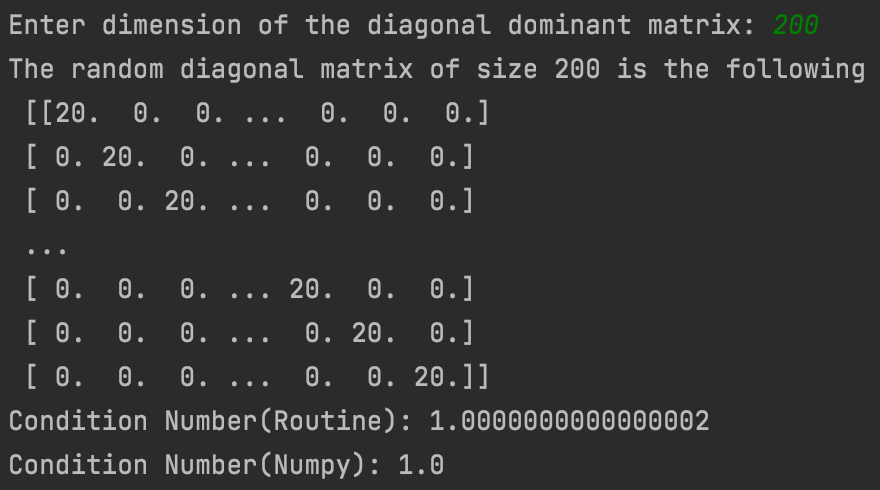 Enter dimension of the diagonal dominant matrix: 200
The random diagonal matrix of size 200 is the following
[[20.  0.  0. ...  0.  0.  0.]
[ 0. 20.  0. ...  0.  0.  0.]
[ 0.  0. 20. ...  0.  0.  0.]
...
[ 0.  0.  0. ... 20.  0.  0.]
[ 0.  0.  0. ...  0. 20.  0.]
[ 0.  0.  0. ...  0.  0. 20.]]
Condition Number(Routine): 1.0000000000000002
Condition Number(Numpy): 1.0